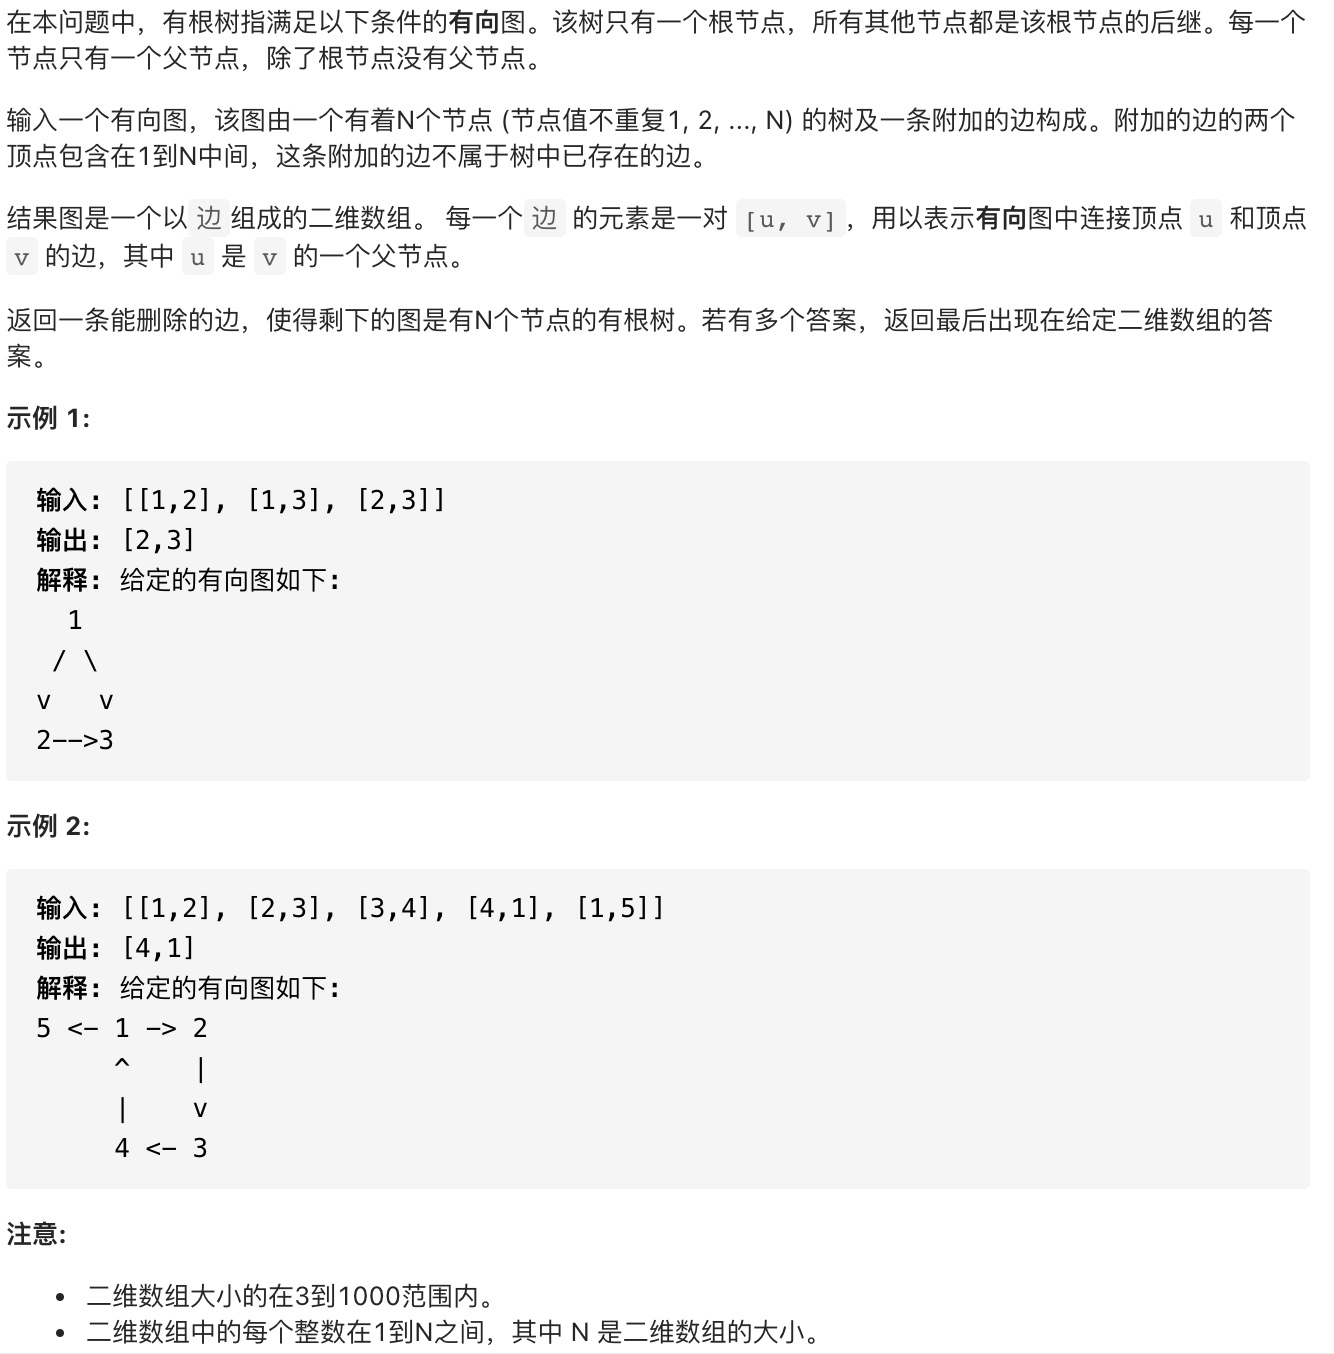 在本问题中，有根树指满足以下条件的有向图。该树只有一个根节点，所有其他节点都是该根节点的后继。每一个
节点只有一个父节点，除了根节点没有父节点。
输入一个有向图，该图由一个有着N个节点 (节点值不重复1, 2, ..., N) 的树及一条附加的边构成。附加的边的两个
顶点包含在1到N中间，这条附加的边不属于树中已存在的边。
结果图是一个以 边 组成的二维数组。 每一个 边 的元素是一对 [u, v]，用以表示有向图中连接顶点 u 和顶点
v 的边，其中 u 是 v 的一个父节点。
返回一条能删除的边，使得剩下的图是有N个节点的有根树。若有多个答案，返回最后出现在给定二维数组的答
案。
示例 1:
输入: [[1,2], [1,3], [2,3]]
输出: [2,3]
解释: 给定的有向图如下:
  1
 / \
v   v
2-->3
示例 2:
输入: [[1,2], [2,3], [3,4], [4,1], [1,5]]
输出: [4,1]
解释: 给定的有向图如下:
5 <- 1 -> 2
     ^    |
     |    v
     4 <- 3
注意:
• 二维数组大小的在3到1000范围内。
• 二维数组中的每个整数在1到N之间，其中 N 是二维数组的大小。